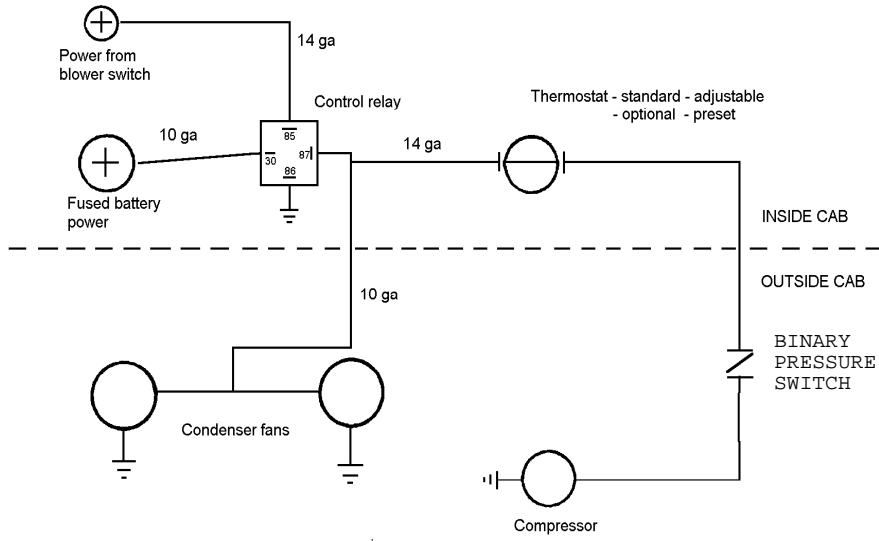 Power from
blower switch
14 ga
Control relay
85
30
87
86
10 ga
Fused battery
power
14 ga
Thermostat - standard - adjustable
- optional - preset
INSIDE CAB
OUTSIDE CAB
10 ga
BINARY
PRESSURE
SWITCH
Condenser fans
Compressor